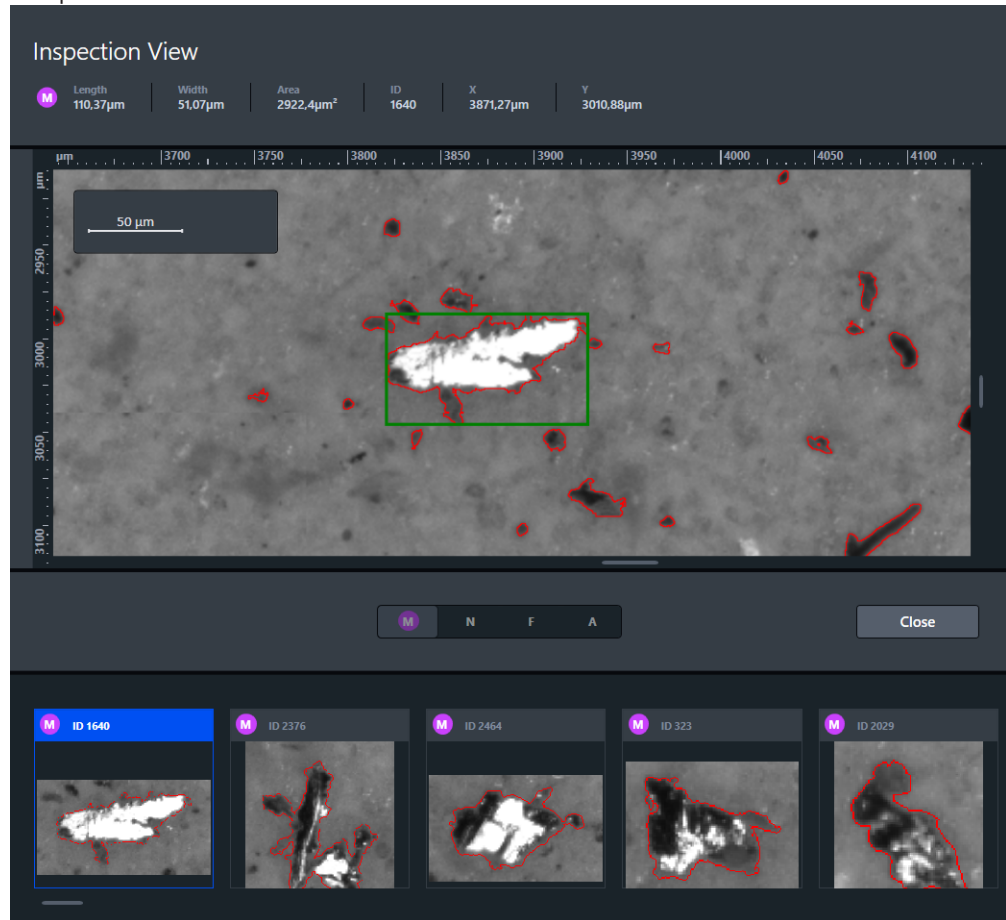 Inspection View
M Length Width Area ID X Y
110,37µm 51,07µm 2922,4µm² 1640 3871,27µm 3010,88µm
µm 3700 3750 3800 3850 3900 3950 4000 4050 4100
µm
50 µm
2950
3000
3050
3100
M N F A Close
M ID 1640 M ID 2376 M ID 2464 M ID 323 M ID 2029